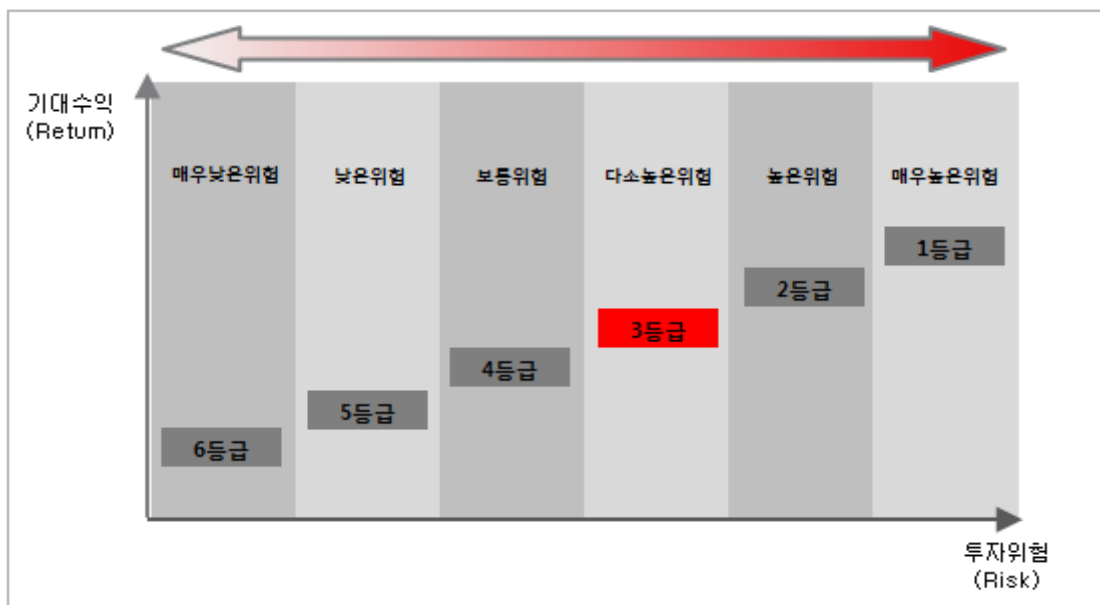 기대수익
(Retum)
매우낮은위험
낮은위험
보통위험
다소높은위험
높은위험
매우높은위험
1등급
2등급
3등급
4등급
5등급
6등급
투자위험
(Risk)